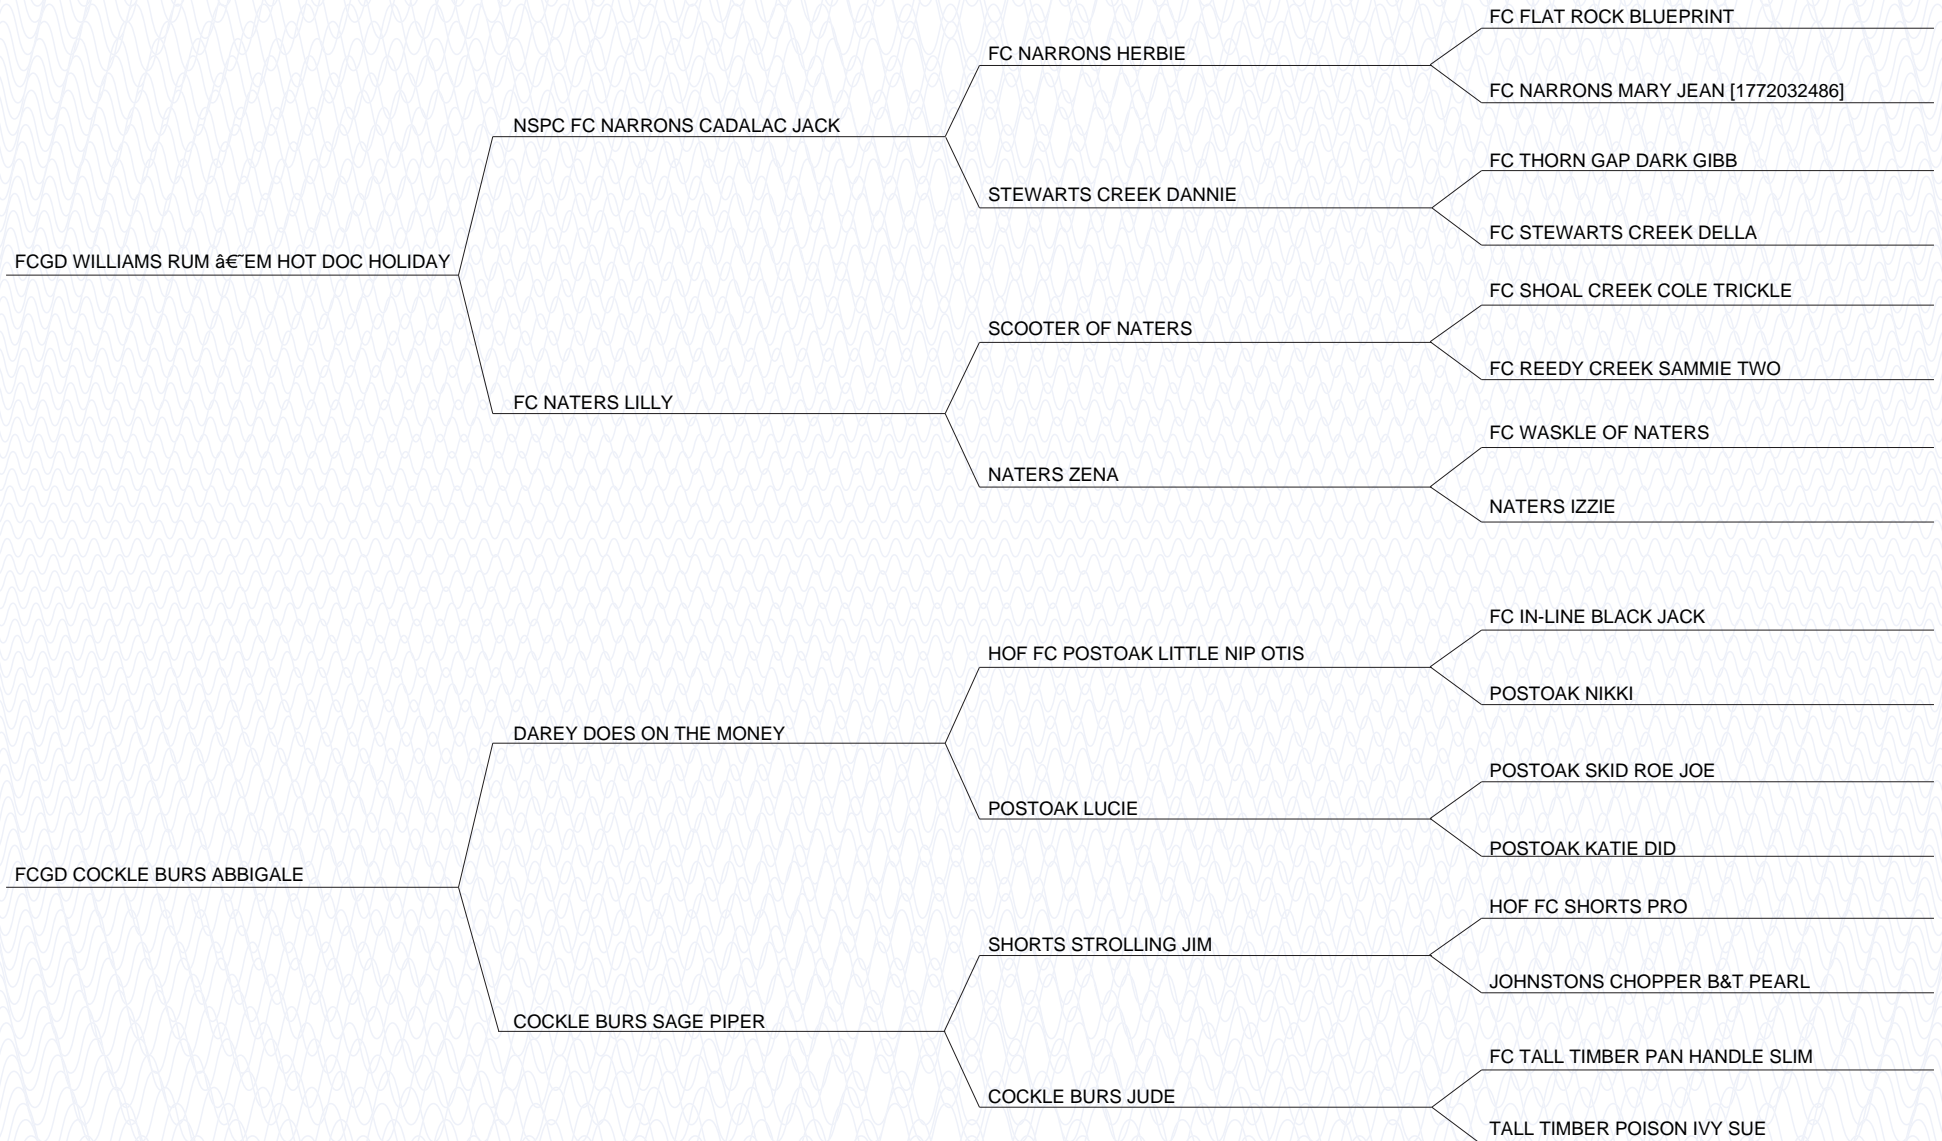 FC FLAT ROCK BLUEPRINT
FC NARRONS HERBIE
FC NARRONS MARY JEAN [1772032486]
NSPC FC NARRONS CADALAC JACK
FC THORN GAP DARK GIBB
STEWARTS CREEK DANNIE
FC STEWARTS CREEK DELLA
FCGD WILLIAMS RUM â€˜EM HOT DOC HOLIDAY
FC SHOAL CREEK COLE TRICKLE
SCOOTER OF NATERS
FC REEDY CREEK SAMMIE TWO
FC NATERS LILLY
FC WASKLE OF NATERS
NATERS ZENA
NATERS IZZIE
FC IN-LINE BLACK JACK
HOF FC POSTOAK LITTLE NIP OTIS
POSTOAK NIKKI
DAREY DOES ON THE MONEY
POSTOAK SKID ROE JOE
POSTOAK LUCIE
POSTOAK KATIE DID
FCGD COCKLE BURS ABBIGALE
HOF FC SHORTS PRO
SHORTS STROLLING JIM
JOHNSTONS CHOPPER B&T PEARL
COCKLE BURS SAGE PIPER
FC TALL TIMBER PAN HANDLE SLIM
COCKLE BURS JUDE
TALL TIMBER POISON IVY SUE